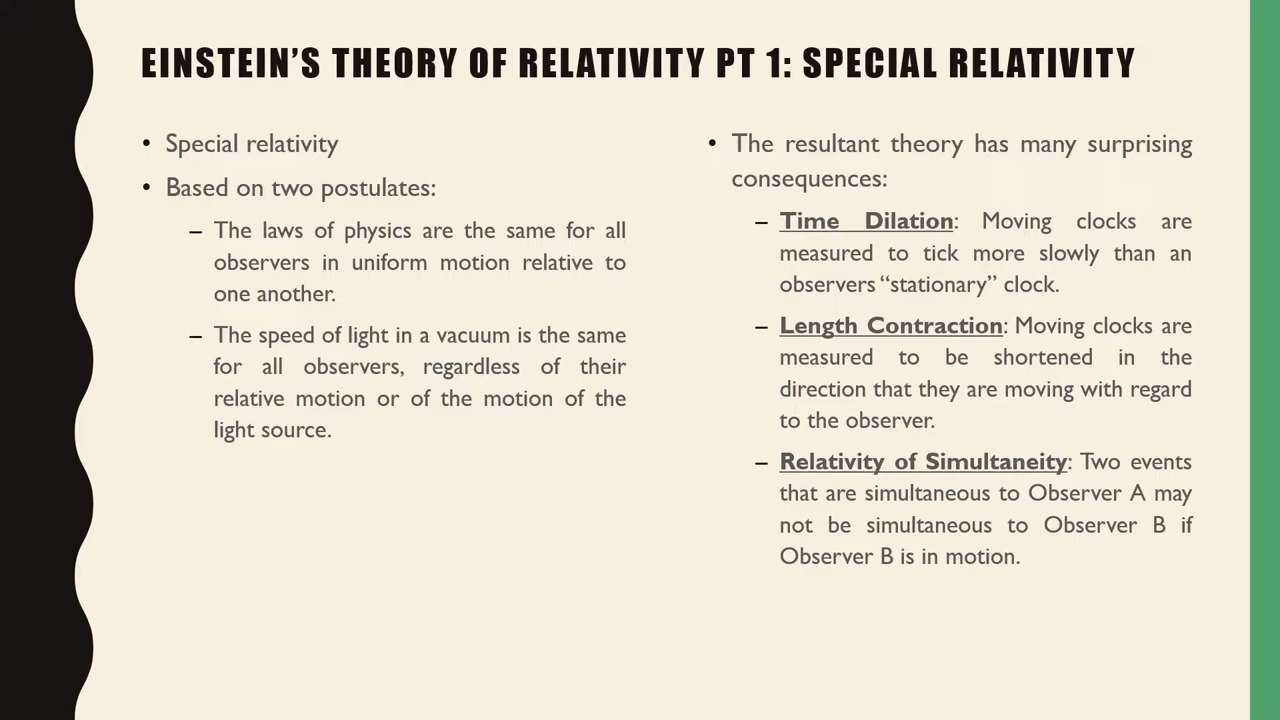 EINSTEIN’S THEORY OF RELATIVITY PT 1: SPECIAL RELATIVITY
• Special relativity
• Based on two postulates:
– The laws of physics are the same for all
observers in uniform motion relative to
one another.
– The speed of light in a vacuum is the same
for all observers, regardless of their
relative motion or of the motion of the
light source.
• The resultant theory has many surprising
consequences:
– Time Dilation: Moving clocks are
measured to tick more slowly than an
observers “stationary” clock.
– Length Contraction: Moving clocks are
measured to be shortened in the
direction that they are moving with regard
to the observer.
– Relativity of Simultaneity: Two events
that are simultaneous to Observer A may
not be simultaneous to Observer B if
Observer B is in motion.